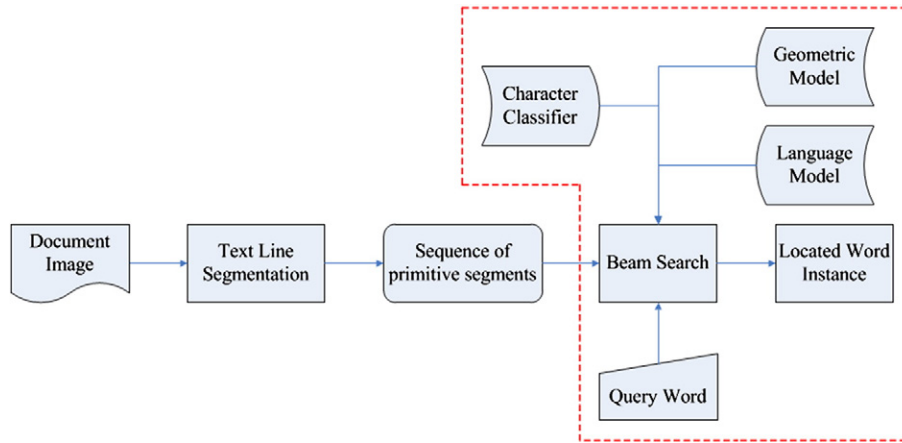 Geometric
Model
Character
Classifier
Language
Model
Document
Image
Text Line
Segmentation
Sequence of
primitive segments
Beam Search
Located Word
Instance
Query Word